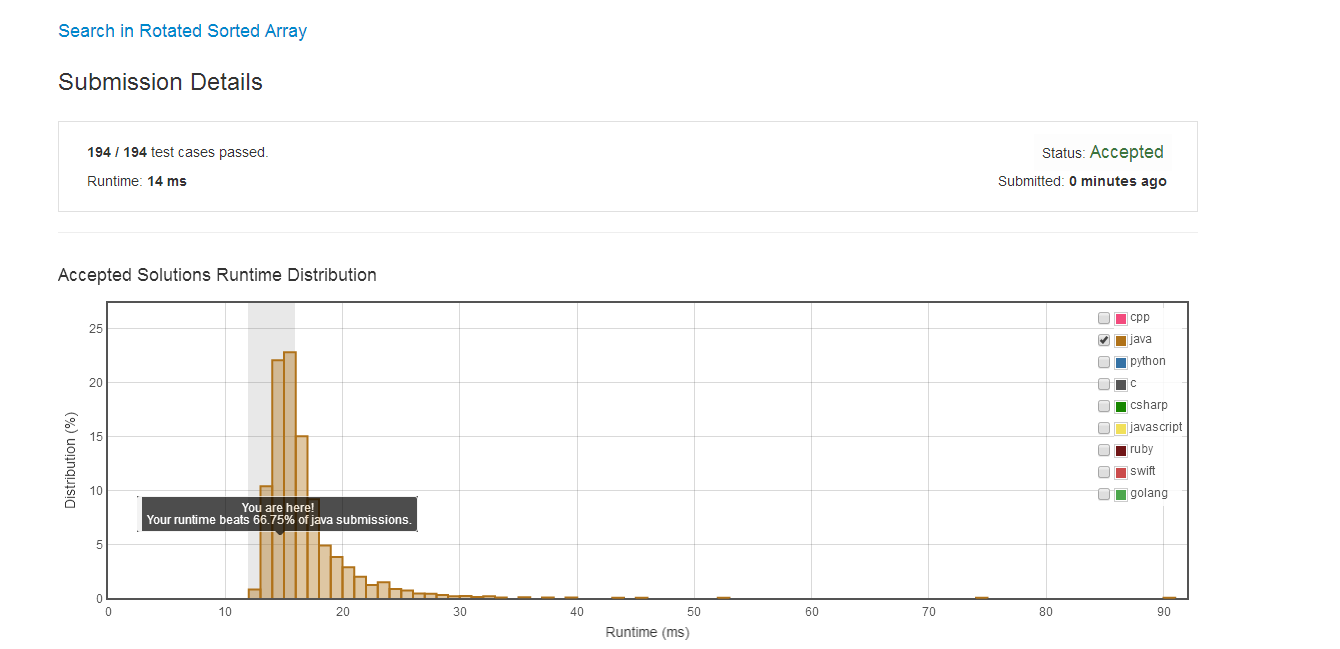 Search in Rotated Sorted Array
Submission Details
194 / 194 test cases passed.
Status: Accepted
Runtime: 14 ms
Submitted: 0 minutes ago
Accepted Solutions Runtime Distribution
Distribution (%)
25
20
15
10
5
0
cpp
java
python
c
csharp
javascript
ruby
swift
golang
You are here!
Your runtime beats 66.75% of java submissions.
0 10 20 30 40 50 60 70 80 90
Runtime (ms)